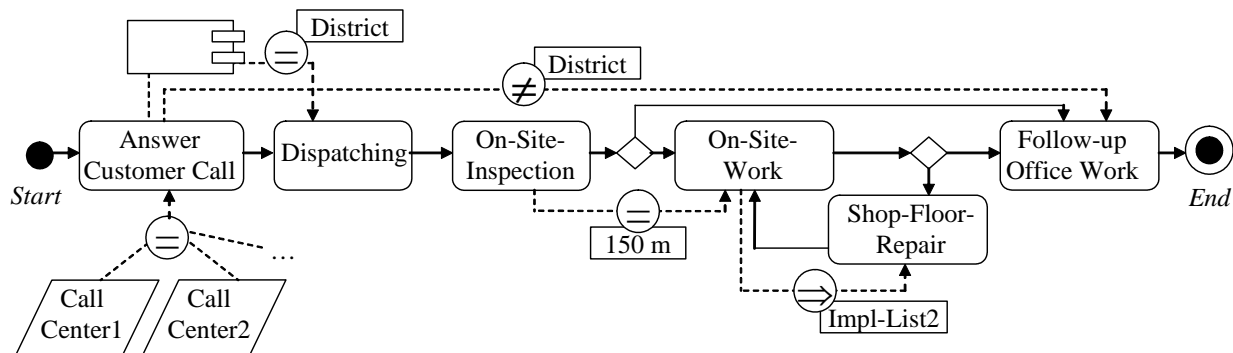 District
=
≠
District
Answer
Customer Call
Dispatching
On-Site-
Inspection
On-Site-
Work
Follow-up
Office Work
Start
End
=
150 m
Shop-Floor-
Repair
=
...
⇒
Impl-List2
Call
Center1
Call
Center2